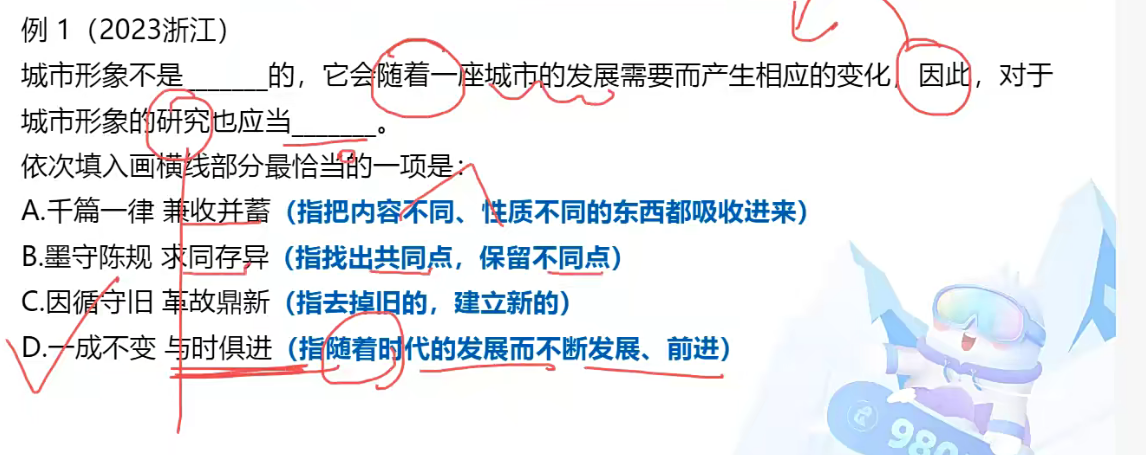 例 1（2023浙江）
城市形象不是_______的，它会随着一座城市的发展需要而产生相应的变化，因此，对于
城市形象的研究也应当_______。
依次填入画横线部分最恰当的一项是：
A.千篇一律 兼收并蓄（指把内容不同、性质不同的东西都吸收进来）
B.墨守陈规 求同存异（指找出共同点，保留不同点）
C.因循守旧 革故鼎新（指去掉旧的，建立新的）
D.一成不变 与时俱进（指随着时代的发展而不断发展、前进）
980